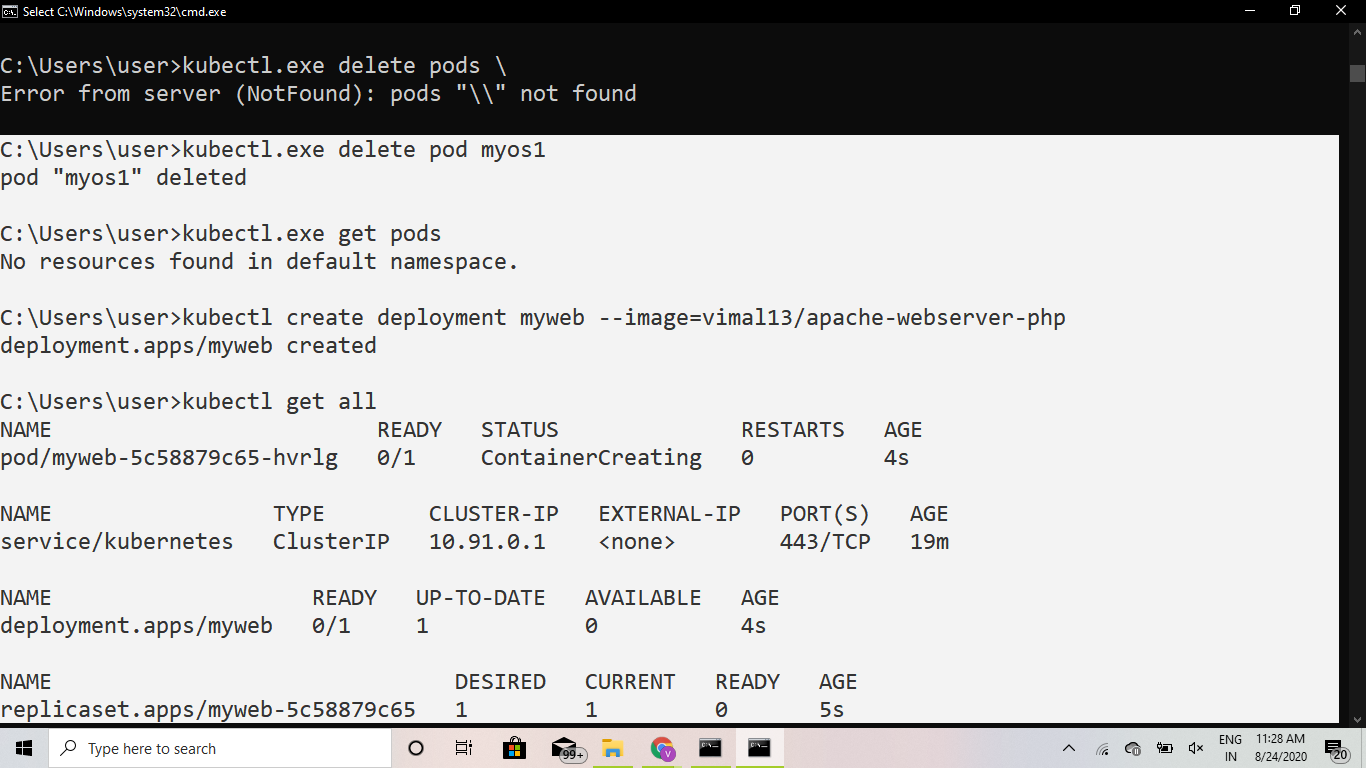 Select C:\Windows\system32\cmd.exe
C:\Users\user>kubectl.exe delete pods \
Error from server (NotFound): pods "\\" not found
C:\Users\user>kubectl.exe delete pod myos1
pod "myos1" deleted
C:\Users\user>kubectl.exe get pods
No resources found in default namespace.
C:\Users\user>kubectl create deployment myweb --image=vimal13/apache-webserver-php
deployment.apps/myweb created
C:\Users\user>kubectl get all
NAME READY STATUS RESTARTS AGE
pod/myweb-5c58879c65-hvrlg 0/1 ContainerCreating 0 4s
NAME TYPE CLUSTER-IP EXTERNAL-IP PORT(S) AGE
service/kubernetes ClusterIP 10.91.0.1 <none> 443/TCP 19m
NAME READY UP-TO-DATE AVAILABLE AGE
deployment.apps/myweb 0/1 1 0 4s
NAME DESIRED CURRENT READY AGE
replicaset.apps/myweb-5c58879c65 1 1 0 5s
Type here to search
99+
V
ENG
IN
11:28 AM
8/24/2020
20